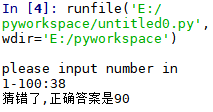 In [4]: runfile('E:/
pyworkspace/untitled0.py',
wdir='E:/pyworkspace')
please input number in
1-100:38
猜错了,正确答案是90